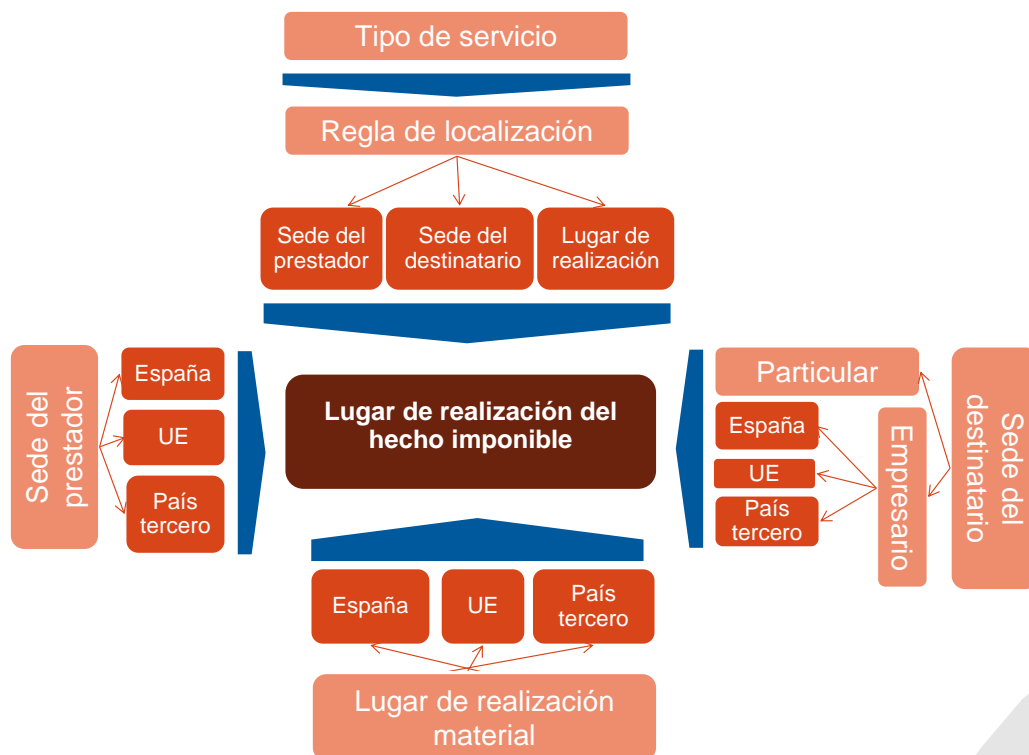 Tipo de servicio
Regla de localización
Sede del
prestador
Sede del
destinatario
Lugar de
realización
Sede del
prestador
España
UE
País
tercero
Lugar de realización del
hecho imponible
Particular
España
UE
País
tercero
Empresario
Sede del
destinatario
España
UE
País
tercero
Lugar de realización
material